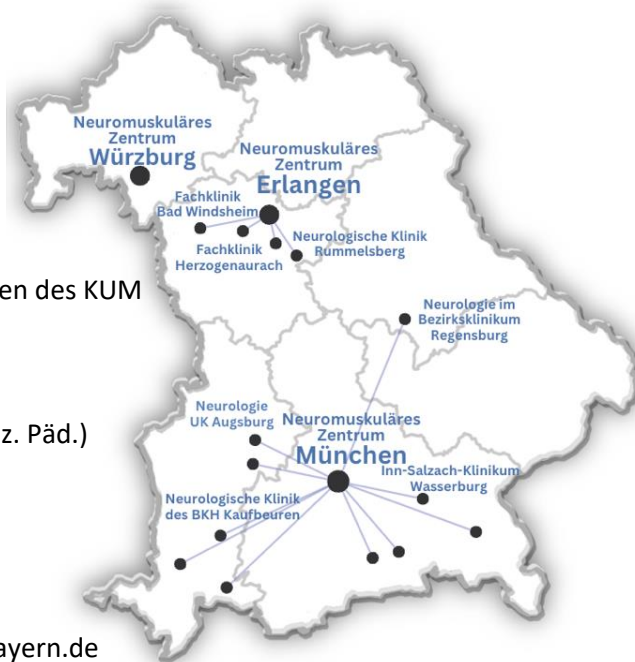 Neuromuskuläres
Zentrum
Würzburg
Neuromuskuläres
Zentrum
Erlangen
Fachklinik
Bad Windsheim
Fachklinik
Herzogenaurach
Neurologische Klinik
Rummelsberg
en des KUM
Neurologie im
Bezirksklinikum
Regensburg
z. Päd.)
Neurologie
UK Augsburg
Neuromuskuläres
Zentrum
München
Inn-Salzach-Klinikum
Wasserburg
Neurologische Klinik
des BKH Kaufbeuren
ayern.de